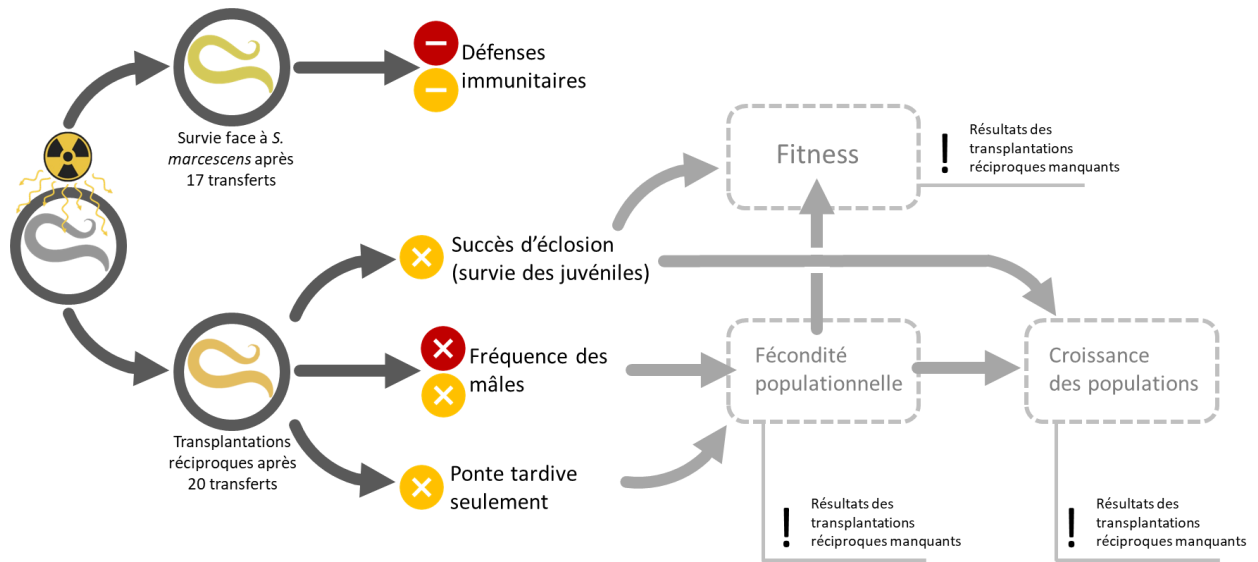 Défenses
immunitaires
Survie face à S.
marcescens après
17 transferts
Fitness
!
Résultats des
transplantations
réciproques manquants
Succès d’éclosion
(survie des juvéniles)
Fréquence des
mâles
Fécondité
populationnelle
Croissance
des populations
Transplantations
réciproques après
20 transferts
Ponte tardive
seulement
!
Résultats des
transplantations
réciproques manquants
!
Résultats des
transplantations
réciproques manquants